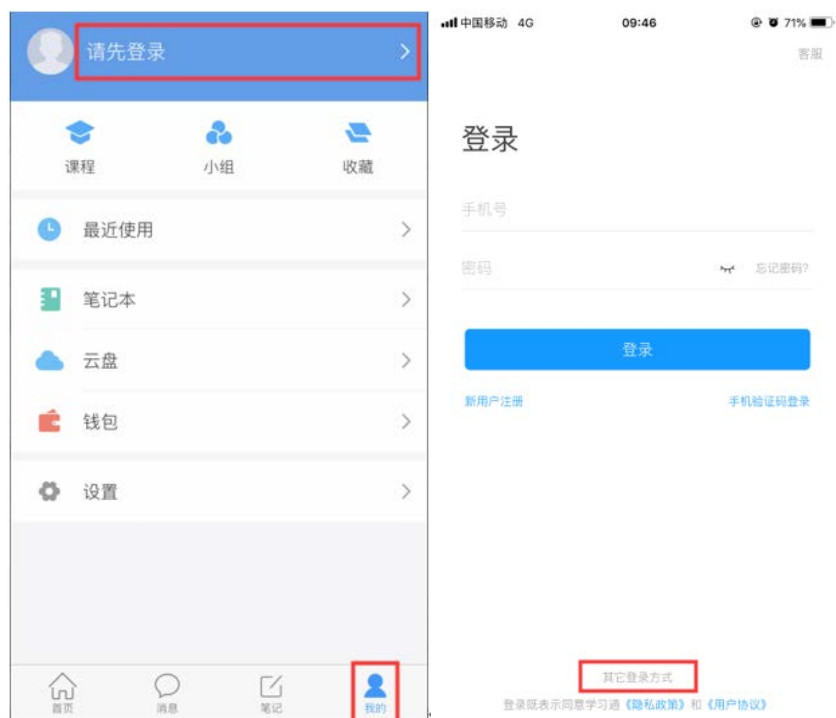 请先登录
课程 小组 收藏
最近使用
笔记本
云盘
钱包
设置
首页 消息 笔记 我的
中国移动 4G 09:46 71%
客服
登录
手机号
密码 忘记密码?
登录
新用户注册 手机验证码登录
其它登录方式
登录既表示同意学习通《隐私政策》和《用户协议》